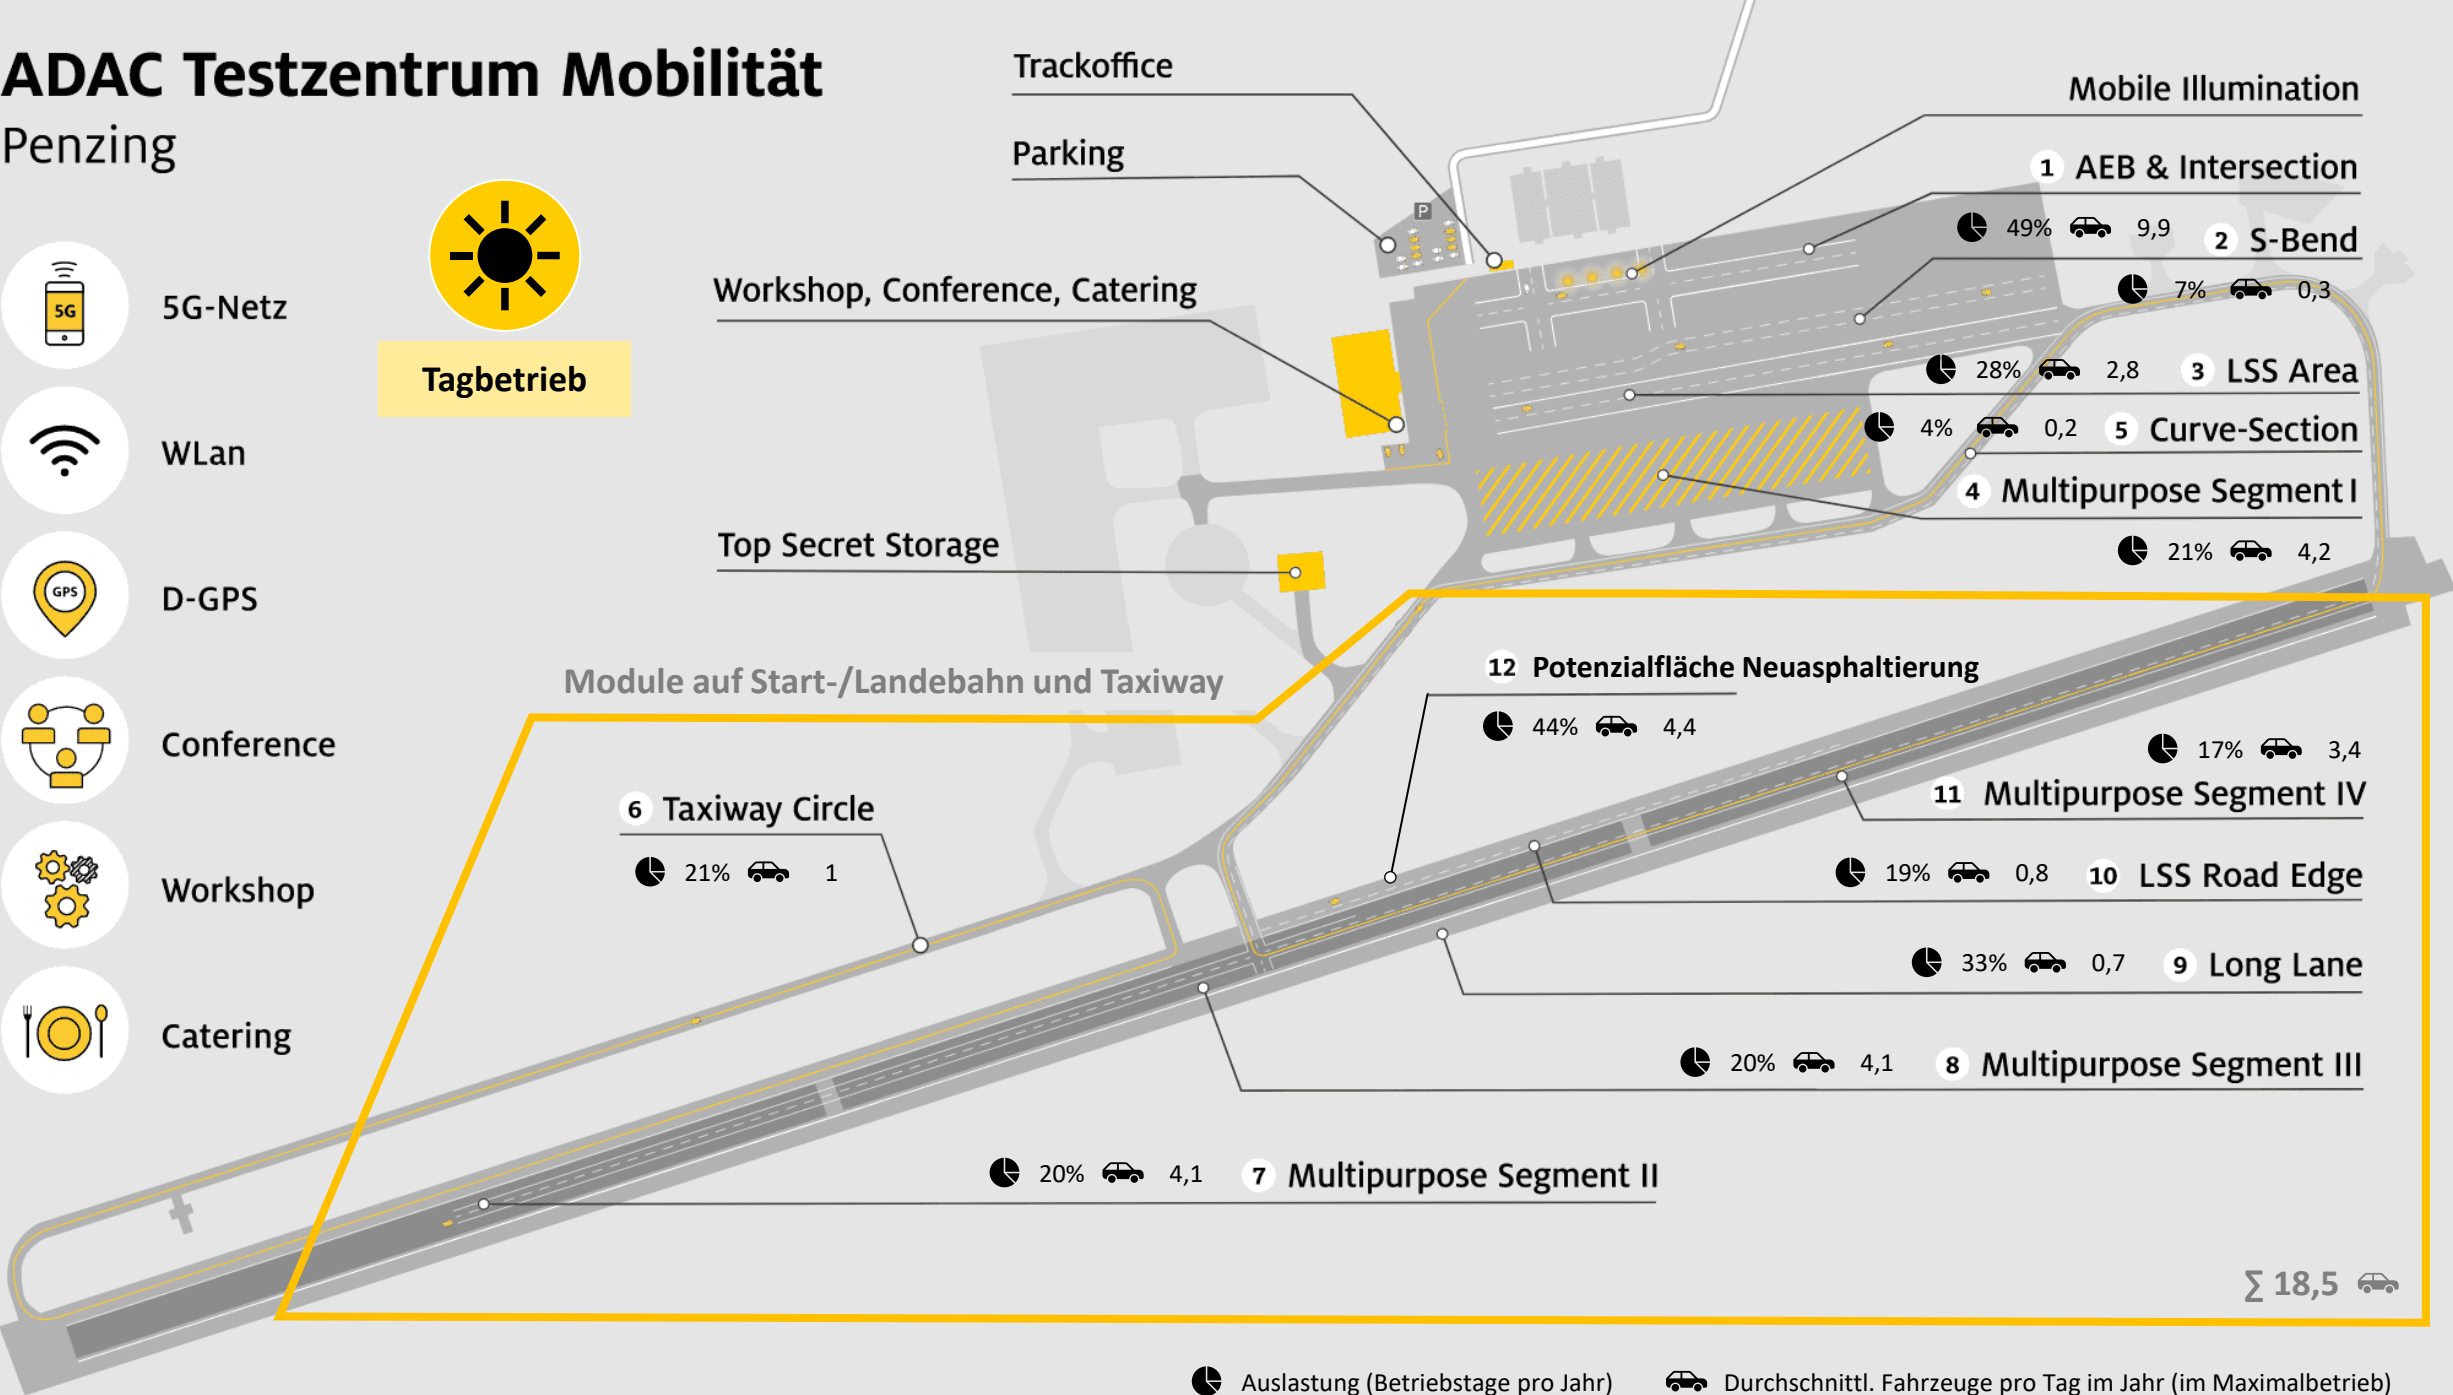 ADAC Testzentrum Mobilität
Penzing
Tagbetrieb
5G
5G-Netz
WLan
GPS
D-GPS
Conference
Workshop
Catering
Trackoffice
Parking
P
Workshop, Conference, Catering
Top Secret Storage
Mobile Illumination
1 AEB & Intersection
49% 9,9
2 S-Bend
7% 0,3
28% 2,8 3 LSS Area
4% 0,2 5 Curve-Section
4 Multipurpose Segment I
21% 4,2
Module auf Start-/Landebahn und Taxiway
12 Potenzialfläche Neuasphaltierung
44% 4,4
17% 3,4
11 Multipurpose Segment IV
6 Taxiway Circle
21% 1
19% 0,8 10 LSS Road Edge
33% 0,7 9 Long Lane
20% 4,1 8 Multipurpose Segment III
20% 4,1 7 Multipurpose Segment II
∑ 18,5
Auslastung (Betriebstage pro Jahr) Durchschnittl. Fahrzeuge pro Tag im Jahr (im Maximalbetrieb)